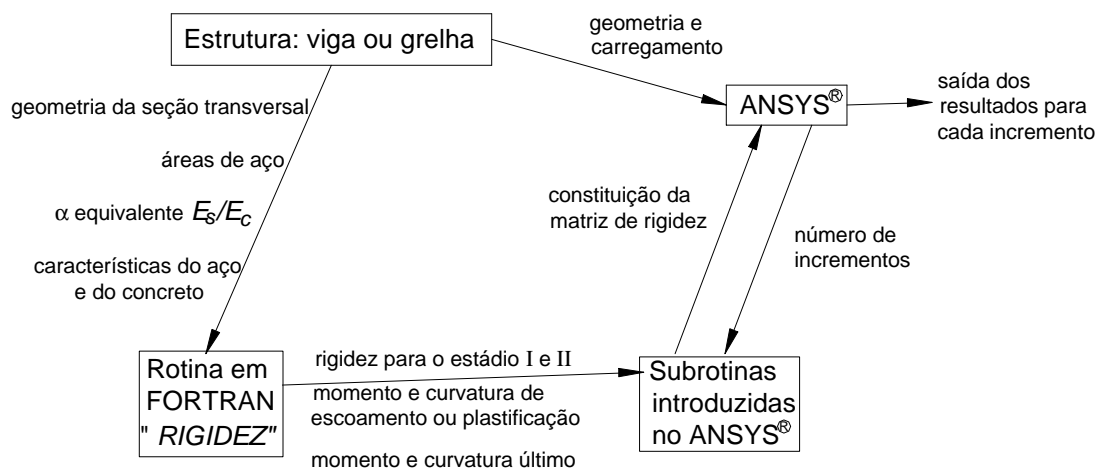 Estrutura: viga ou grelha
geometria e
carregamento
geometria da seção transversal
ANSYS®
saída dos
resultados para
cada incremento
áreas de aço
constituição da
matriz de rigidez
α equivalente Es/Ec
número de
incrementos
características do aço
e do concreto
Rotina em
FORTRAN
" RIGIDEZ"
rigidez para o estádio I e II
momento e curvatura de
escoamento ou plastificação
momento e curvatura último
Subrotinas
introduzidas
no ANSYS®